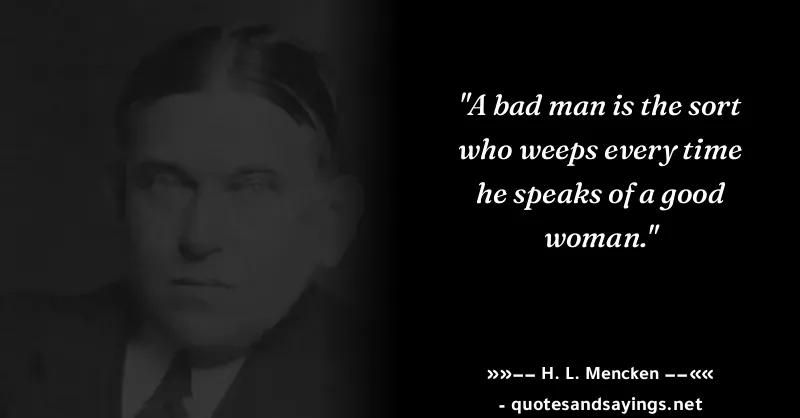 "A bad man is the sort
who weeps every time
he speaks of a good
woman."
»»−− H. L. Mencken −−««
- quotesandsayings.net